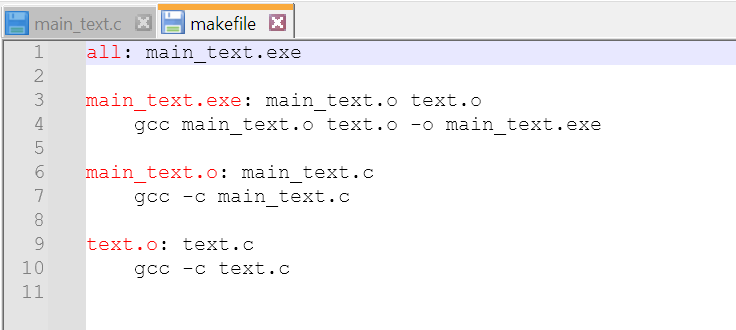 main_text.c makefile
1 all: main_text.exe
2
3 main_text.exe: main_text.o text.o
4 gcc main_text.o text.o -o main_text.exe
5
6 main_text.o: main_text.c
7 gcc -c main_text.c
8
9 text.o: text.c
10 gcc -c text.c
11